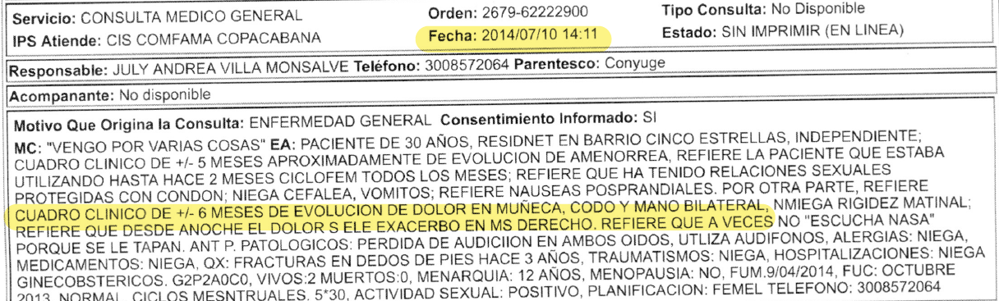 Servicio: CONSULTA MEDICO GENERAL Orden: 2679-62222900 Tipo Consulta: No Disponible
IPS Atiende: CIS COMFAMA COPACABANA Fecha: 2014/07/10 14:11 Estado: SIN IMPRIMIR (EN LINEA)
Responsable: JULY ANDREA VILLA MONSALVE Teléfono: 3008572064 Parentesco: Conyuge
Acompanante: No disponible
Motivo Que Origina la Consulta: ENFERMEDAD GENERAL Consentimiento Informado: SI
MC: "VENGO POR VARIAS COSAS" EA: PACIENTE DE 30 AÑOS, RESIDNET EN BARRIO CINCO ESTRELLAS, INDEPENDIENTE;
CUADRO CLINICO DE +/- 5 MESES APROXIMADAMENTE DE EVOLUCION DE AMENORREA, REFIERE LA PACIENTE QUE ESTABA
UTILIZANDO HASTA HACE 2 MESES CICLOFEM TODOS LOS MESES; REFIERE QUE HA TENIDO RELACIONES SEXUALES
PROTEGIDAS CON CONDON; NIEGA CEFALEA, VOMITOS; REFIERE NAUSEAS POSPRANDIALES. POR OTRA PARTE, REFIERE
CUADRO CLINICO DE +/- 6 MESES DE EVOLUCION DE DOLOR EN MUÑECA, CODO Y MANO BILATERAL, NMIEGA RIGIDEZ MATINAL;
REFIERE QUE DESDE ANOCHE EL DOLOR S ELE EXACERBO EN MS DERECHO. REFIERE QUE A VECES NO "ESCUCHA NASA"
PORQUE SE LE TAPAN. ANT P. PATOLOGICOS: PERDIDA DE AUDICIION EN AMBOS OIDOS, UTLIZA AUDIFONOS, ALERGIAS: NIEGA,
MEDICAMENTOS: NIEGA, QX: FRACTURAS EN DEDOS DE PIES HACE 3 AÑOS, TRAUMATISMOS: NIEGA, HOSPITALIZACIONES: NIEGA
GINECOBSTERICOS. G2P2A0C0, VIVOS:2 MUERTOS:0, MENARQUIA: 12 AÑOS, MENOPAUSIA: NO, FUM.9/04/2014, FUC: OCTUBRE
2013, NORMAL, CICLOS MESNTRUALES. 5*30, ACTIVIDAD SEXUAL: POSITIVO, PLANIFICACION: FEMEL TELEFONO: 3008572064